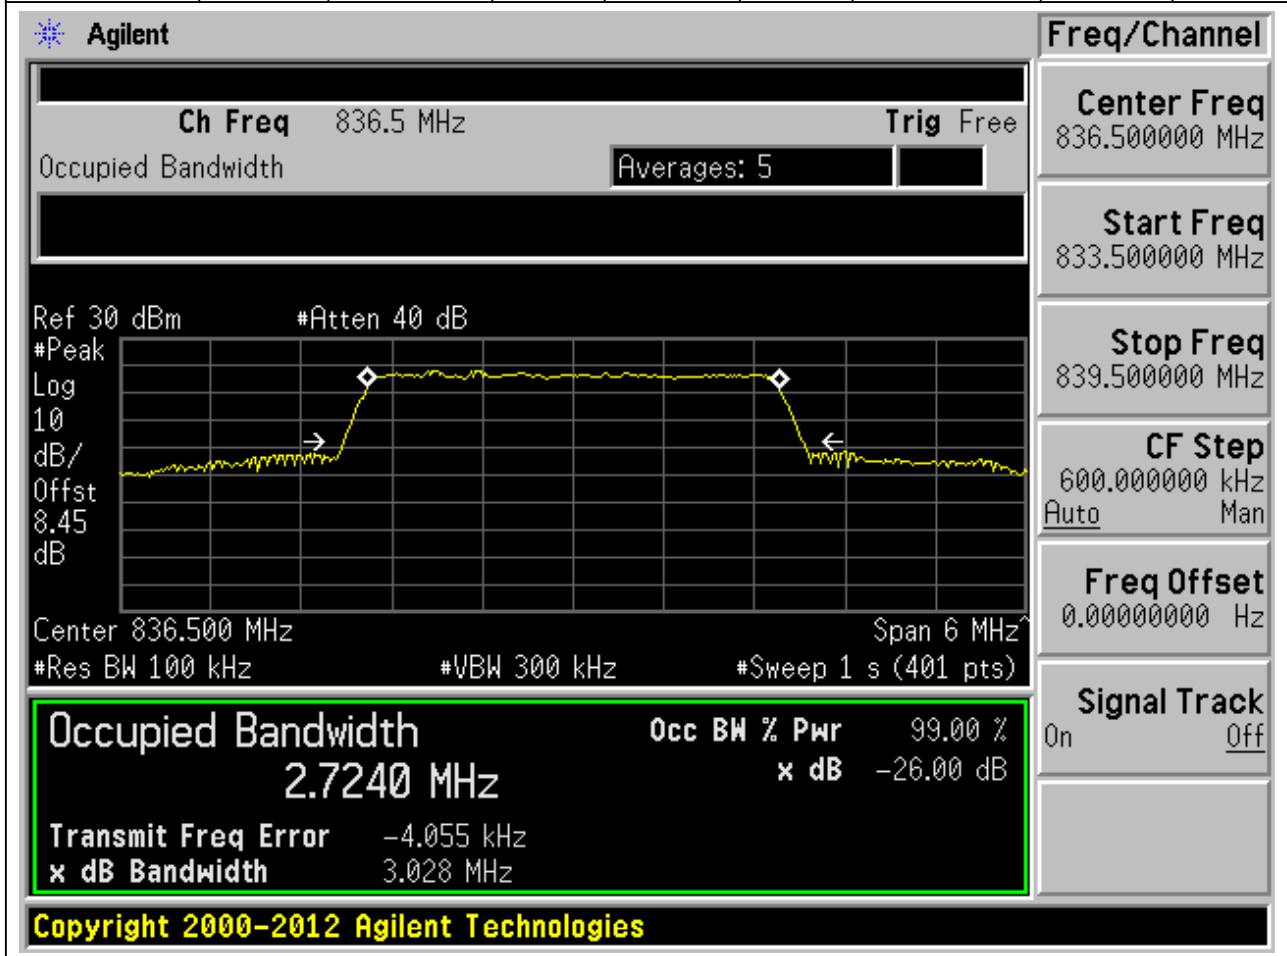 Agilent
Freq/Channel
Ch Freq 836.5 MHz Trig Free
Occupied Bandwidth Averages: 5
Center Freq
836.500000 MHz
Start Freq
833.500000 MHz
Stop Freq
839.500000 MHz
CF Step
600.000000 kHz
Auto Man
Freq Offset
0.00000000 Hz
Signal Track
On Off
Ref 30 dBm #Atten 40 dB
#Peak
Log
10
dB/
Offst
8.45
dB
Center 836.500 MHz Span 6 MHz^
#Res BW 100 kHz #VBW 300 kHz #Sweep 1 s (401 pts)
Occupied Bandwidth Occ BW % Pwr 99.00 %
2.7240 MHz x dB -26.00 dB
Transmit Freq Error -4.055 kHz
x dB Bandwidth 3.028 MHz
Copyright 2000-2012 Agilent Technologies